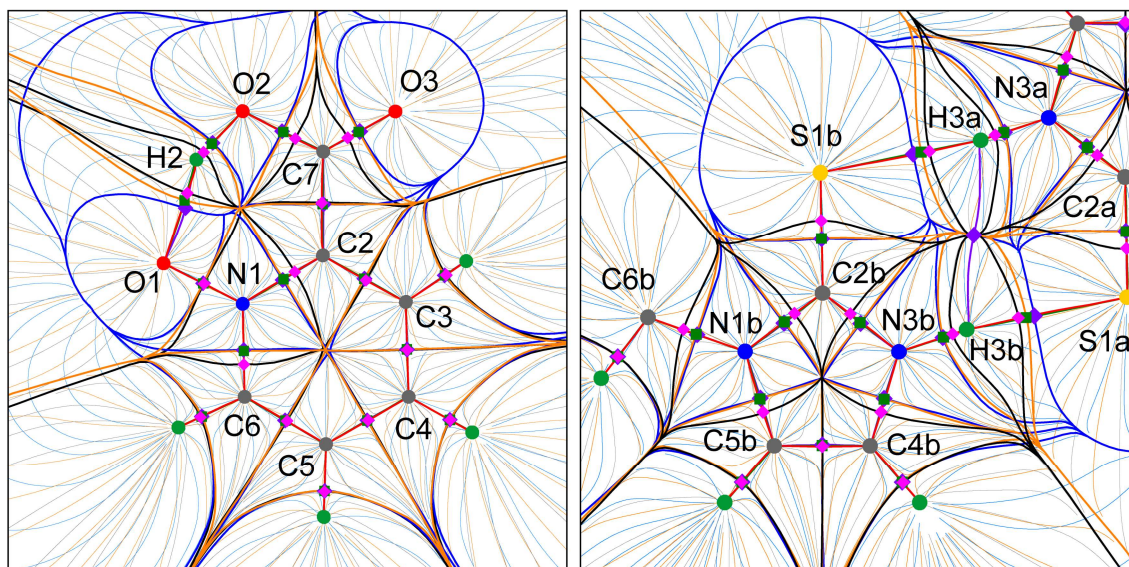 O2
O3
H2
C7
O1
N1
C2
C3
C6
C4
C5
N3a
H3a
S1b
C2a
C6b
C2b
N1b
N3b
H3b
S1a
C5b
C4b